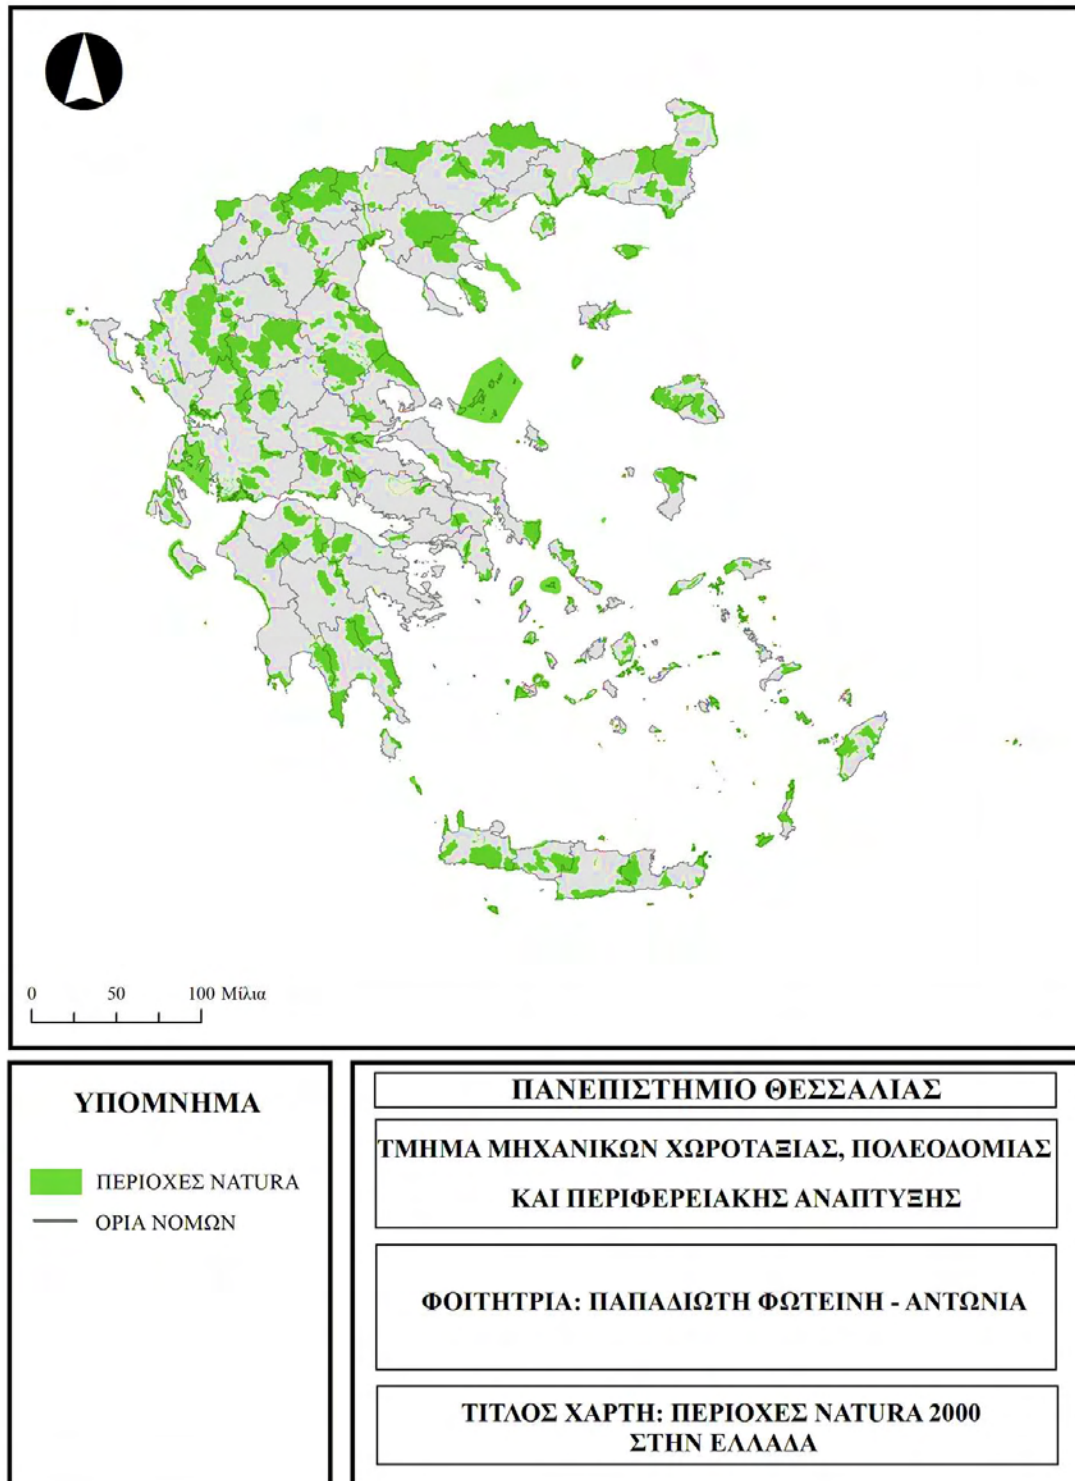 0 50 100 Μίλια
ΥΠΟΜΝΗΜΑ
ΠΕΡΙΟΧΕΣ NATURA
ΟΡΙΑ ΝΟΜΩΝ
ΠΑΝΕΠΙΣΤΗΜΙΟ ΘΕΣΣΑΛΙΑΣ
ΤΜΗΜΑ ΜΗΧΑΝΙΚΩΝ ΧΩΡΟΤΑΞΙΑΣ, ΠΟΛΕΟΔΟΜΙΑΣ
ΚΑΙ ΠΕΡΙΦΕΡΕΙΑΚΗΣ ΑΝΑΠΤΥΞΗΣ
ΦΟΙΤΗΤΡΙΑ: ΠΑΠΑΔΙΩΤΗ ΦΩΤΕΙΝΗ - ΑΝΤΩΝΙΑ
ΤΙΤΛΟΣ ΧΑΡΤΗ: ΠΕΡΙΟΧΕΣ NATURA 2000
ΣΤΗΝ ΕΛΛΑΔΑ